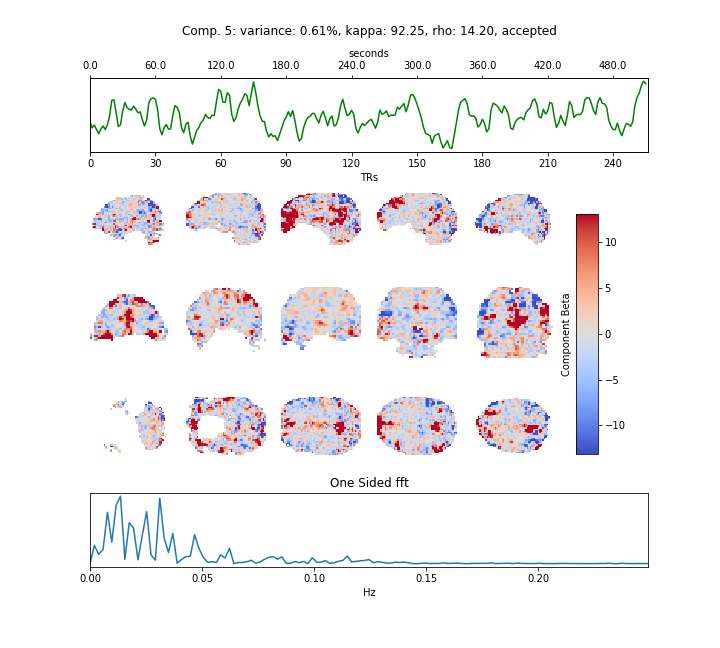 Comp. 5: variance: 0.61%, kappa: 92.25, rho: 14.20, accepted
seconds
0.0 60.0 120.0 180.0 240.0 300.0 360.0 420.0 480.0
0 30 60 90 120 150 180 210 240
TRs
10
5
0
−5
−10
Component Beta
One Sided fft
0.00 0.05 0.10 0.15 0.20
Hz